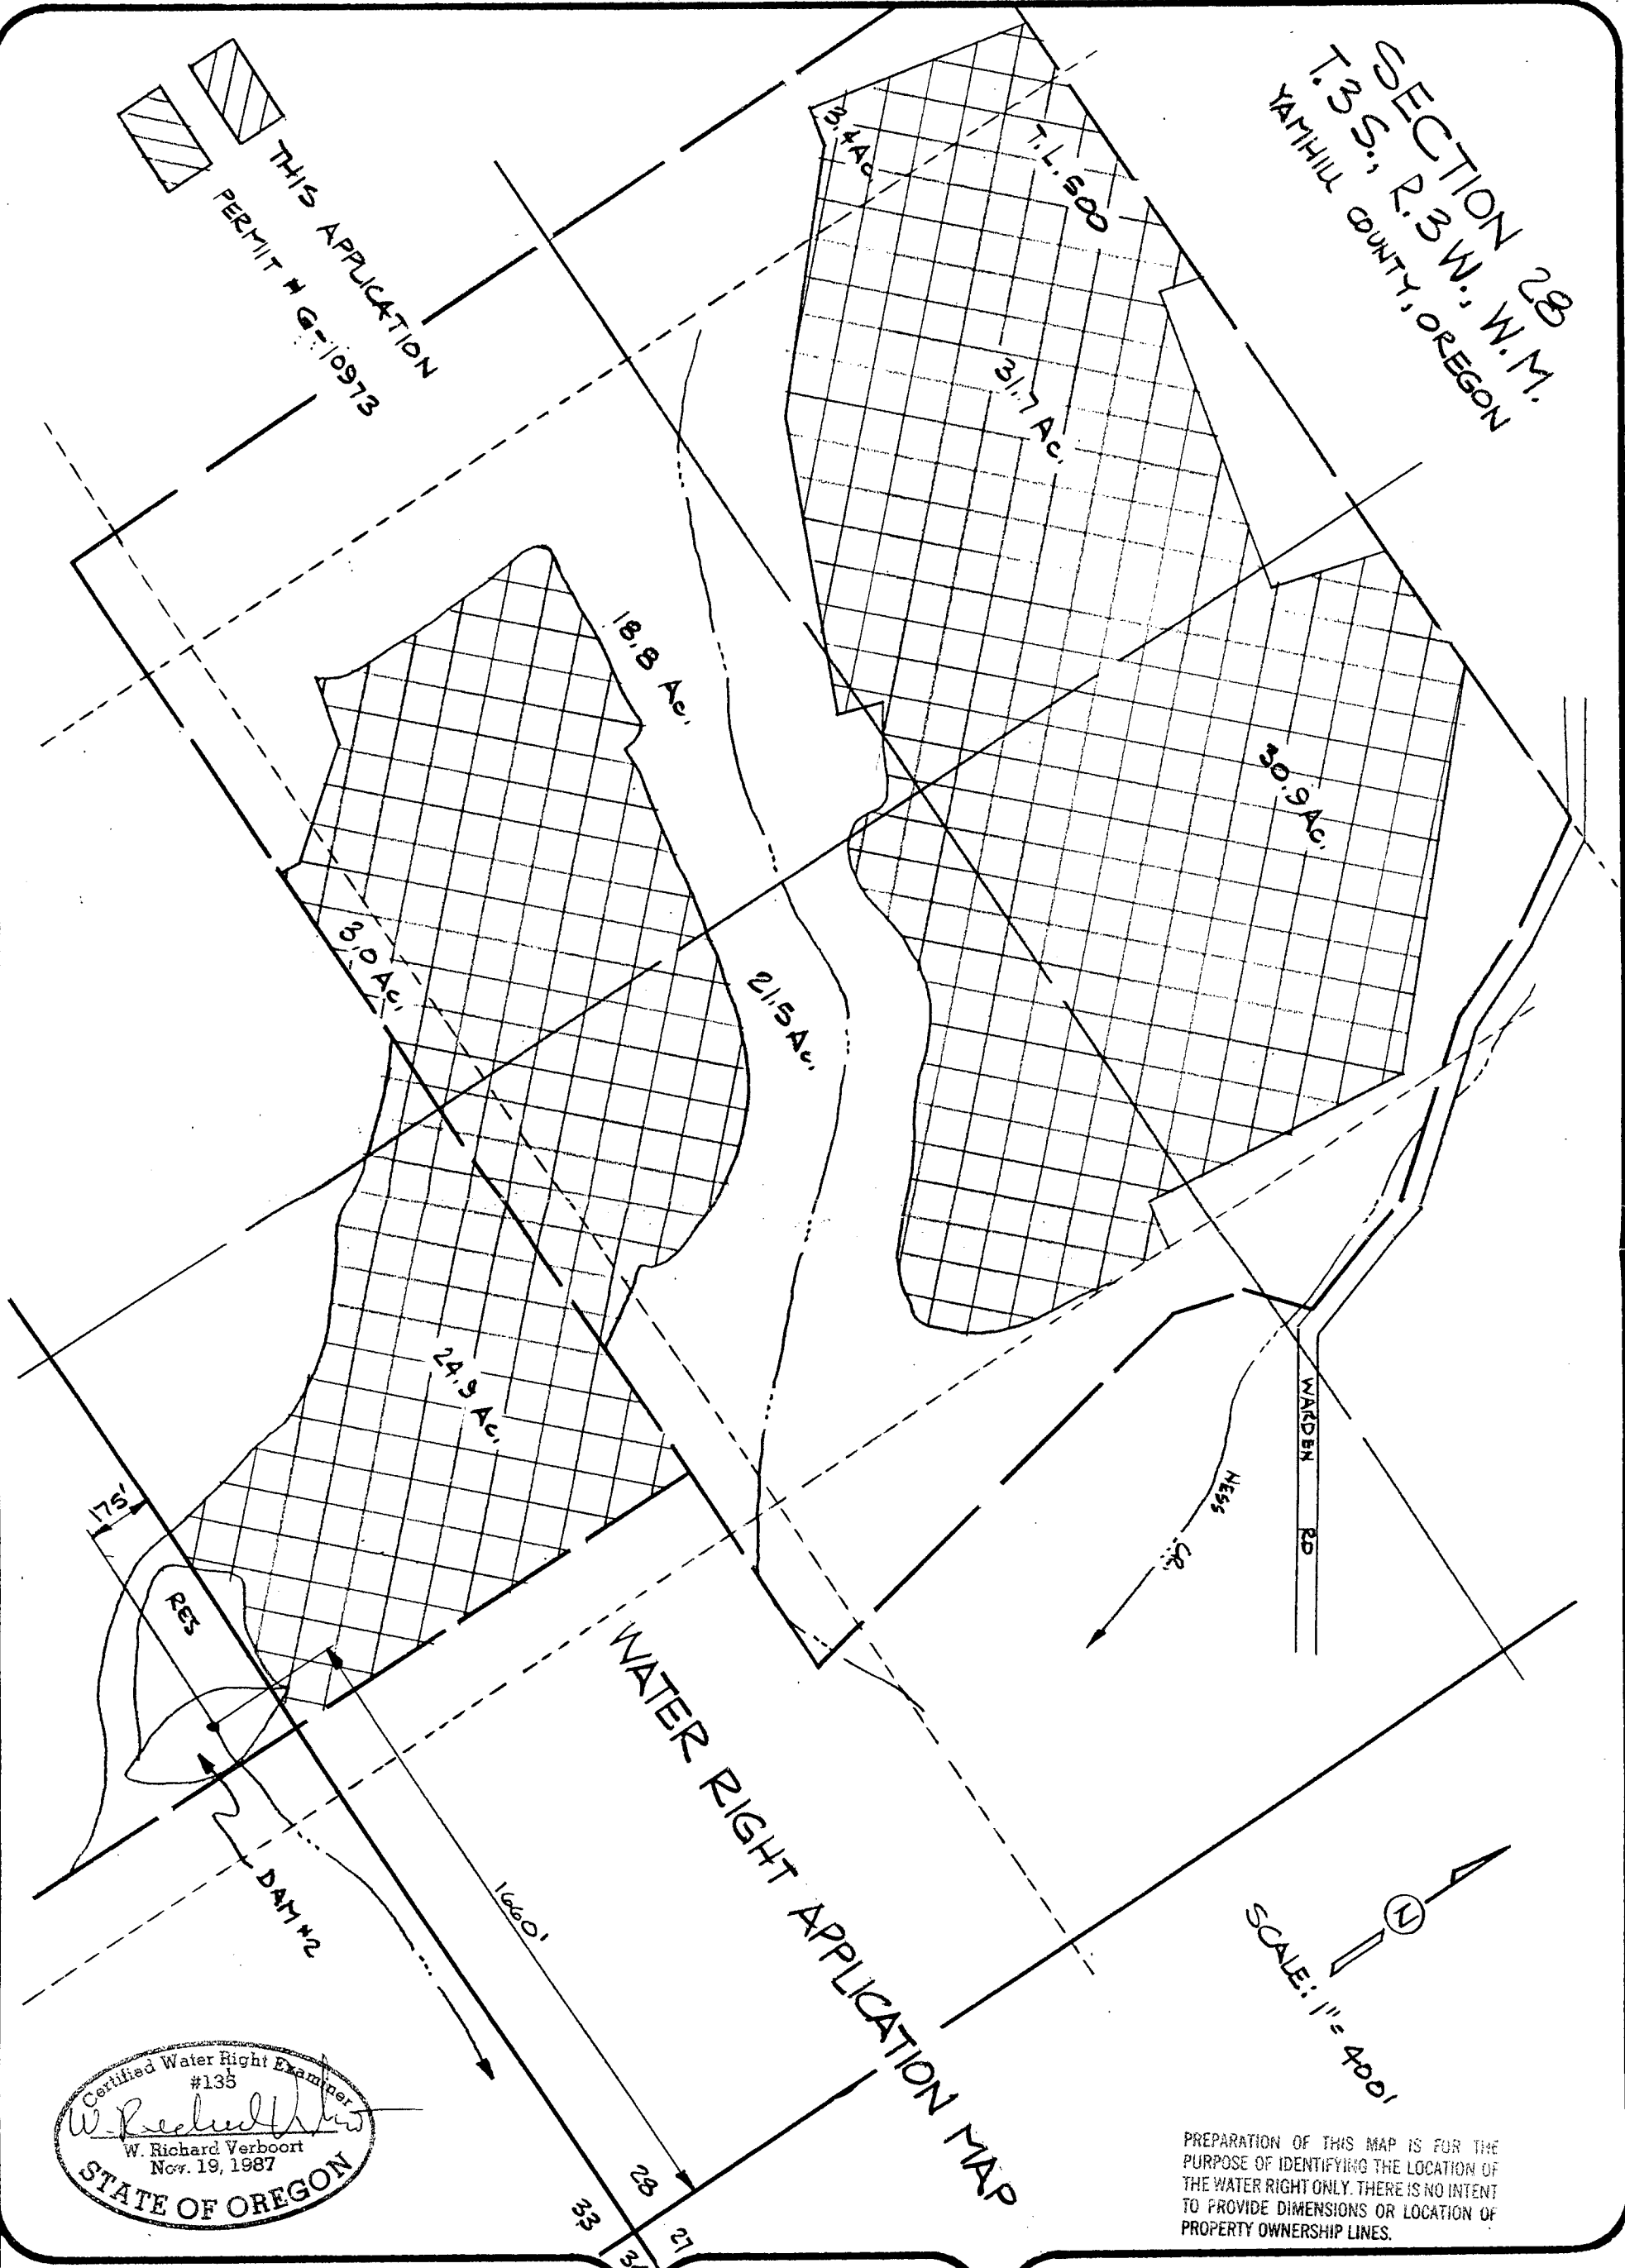 SECTION 28
T.3S., R.3W., W.M.
YAMHILL COUNTY, OREGON
THIS APPLICATION
PERMIT # G-10973
3.4 Ac.
T.L. 500
31.7 Ac.
18.8 Ac.
30.9 Ac.
3.0 Ac.
21.5 Ac.
24.9 Ac.
WARDEN RD
HESS CR.
175'
RES
DAM #2
1660'
WATER RIGHT APPLICATION MAP
N
SCALE: 1" = 400'
Certified Water Right Examiner
#135
W. Richard Verboort
Nov. 19, 1987
STATE OF OREGON
28
33
27
PREPARATION OF THIS MAP IS FOR THE
PURPOSE OF IDENTIFYING THE LOCATION OF
THE WATER RIGHT ONLY. THERE IS NO INTENT
TO PROVIDE DIMENSIONS OR LOCATION OF
PROPERTY OWNERSHIP LINES.